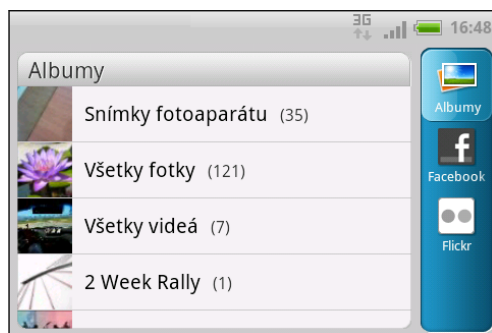 3G 16:48
Albumy
Snímky fotoaparátu (35)
Všetky fotky (121)
Všetky videá (7)
2 Week Rally (1)
Albumy
Facebook
Flickr